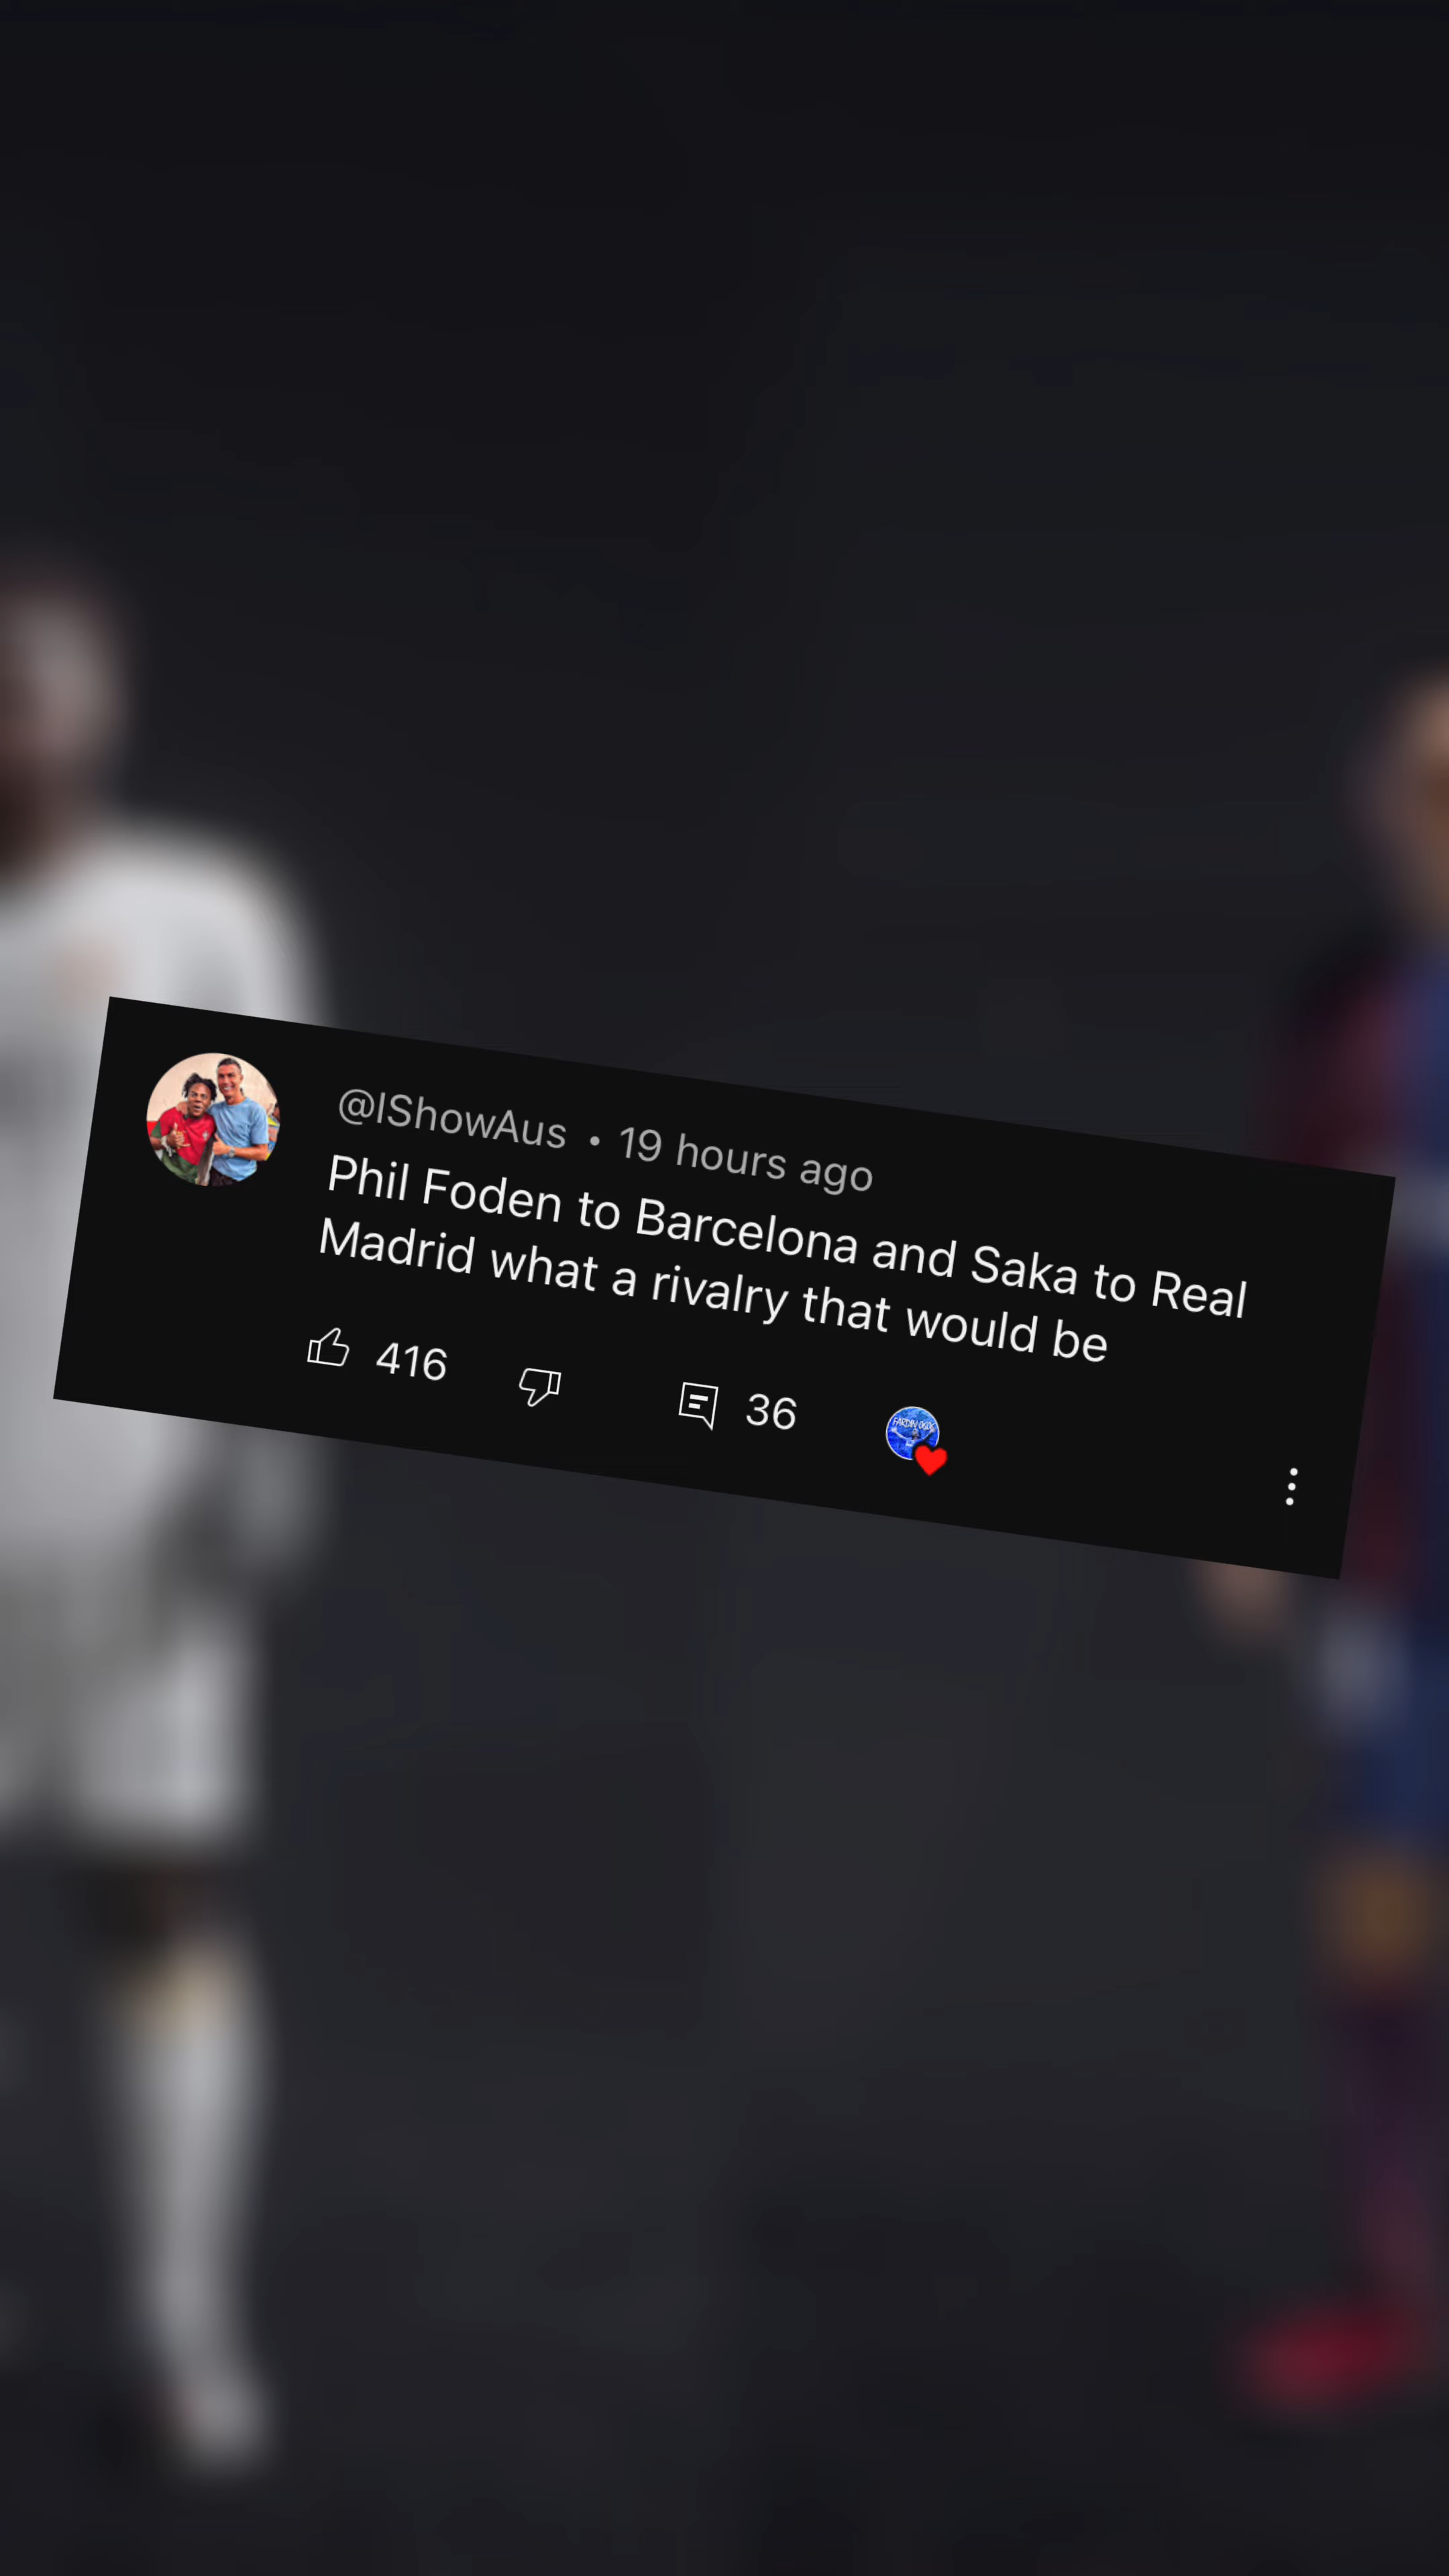 @IShowAus • 19 hours ago
Phil Foden to Barcelona and Saka to Real
Madrid what a rivalry that would be
416
36